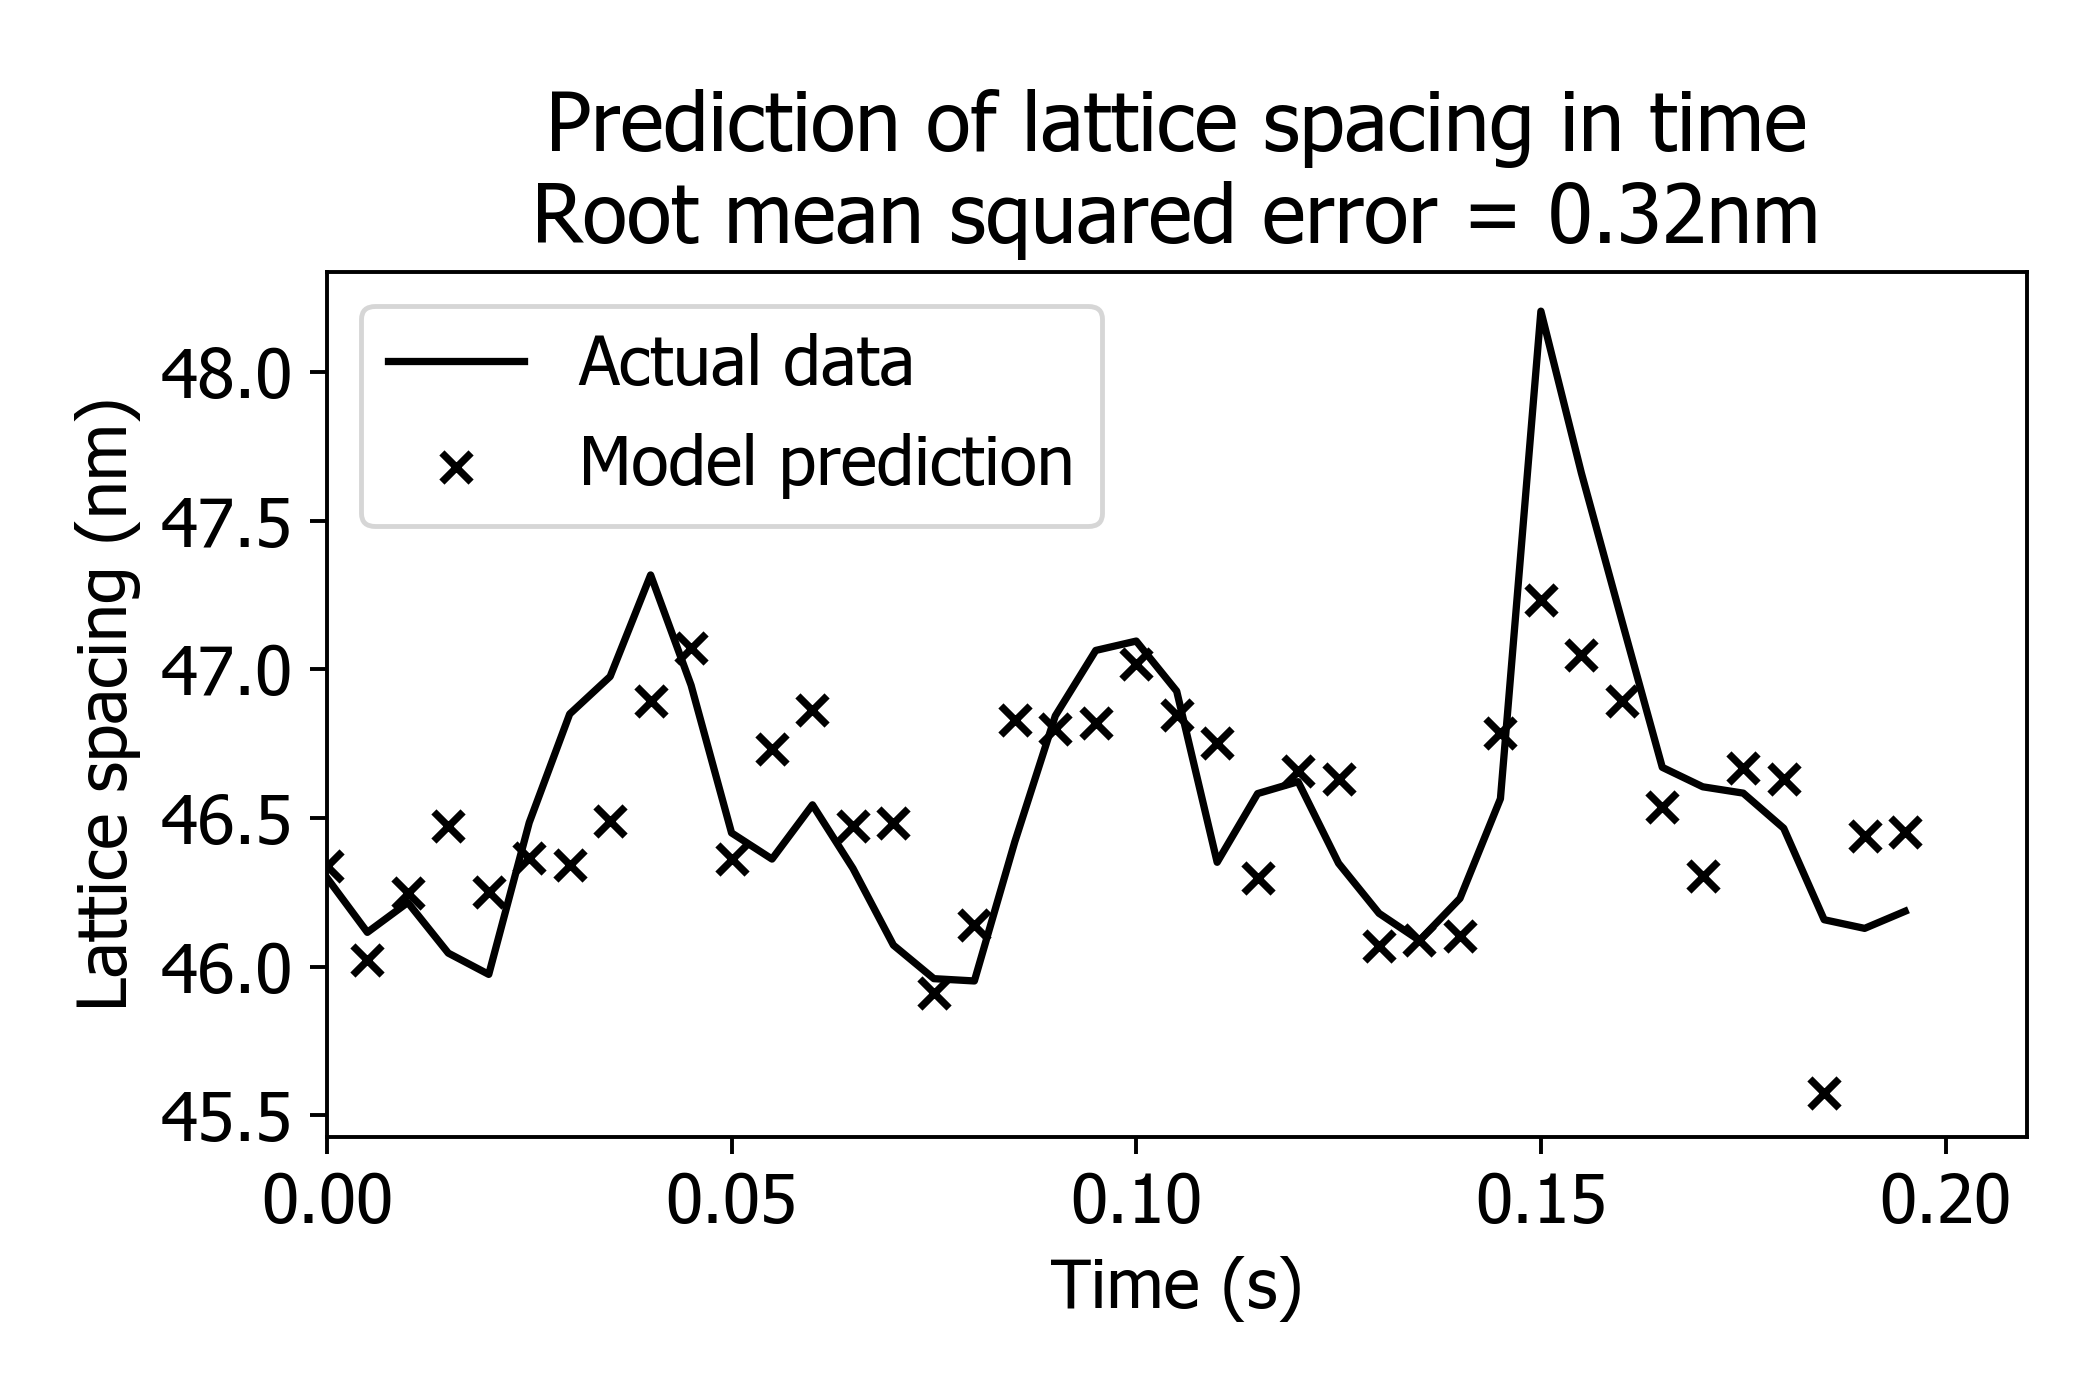 Prediction of lattice spacing in time
Root mean squared error = 0.32nm
Actual data
Model prediction
Lattice spacing (nm)
48.0
47.5
47.0
46.5
46.0
45.5
0.00 0.05 0.10 0.15 0.20
Time (s)